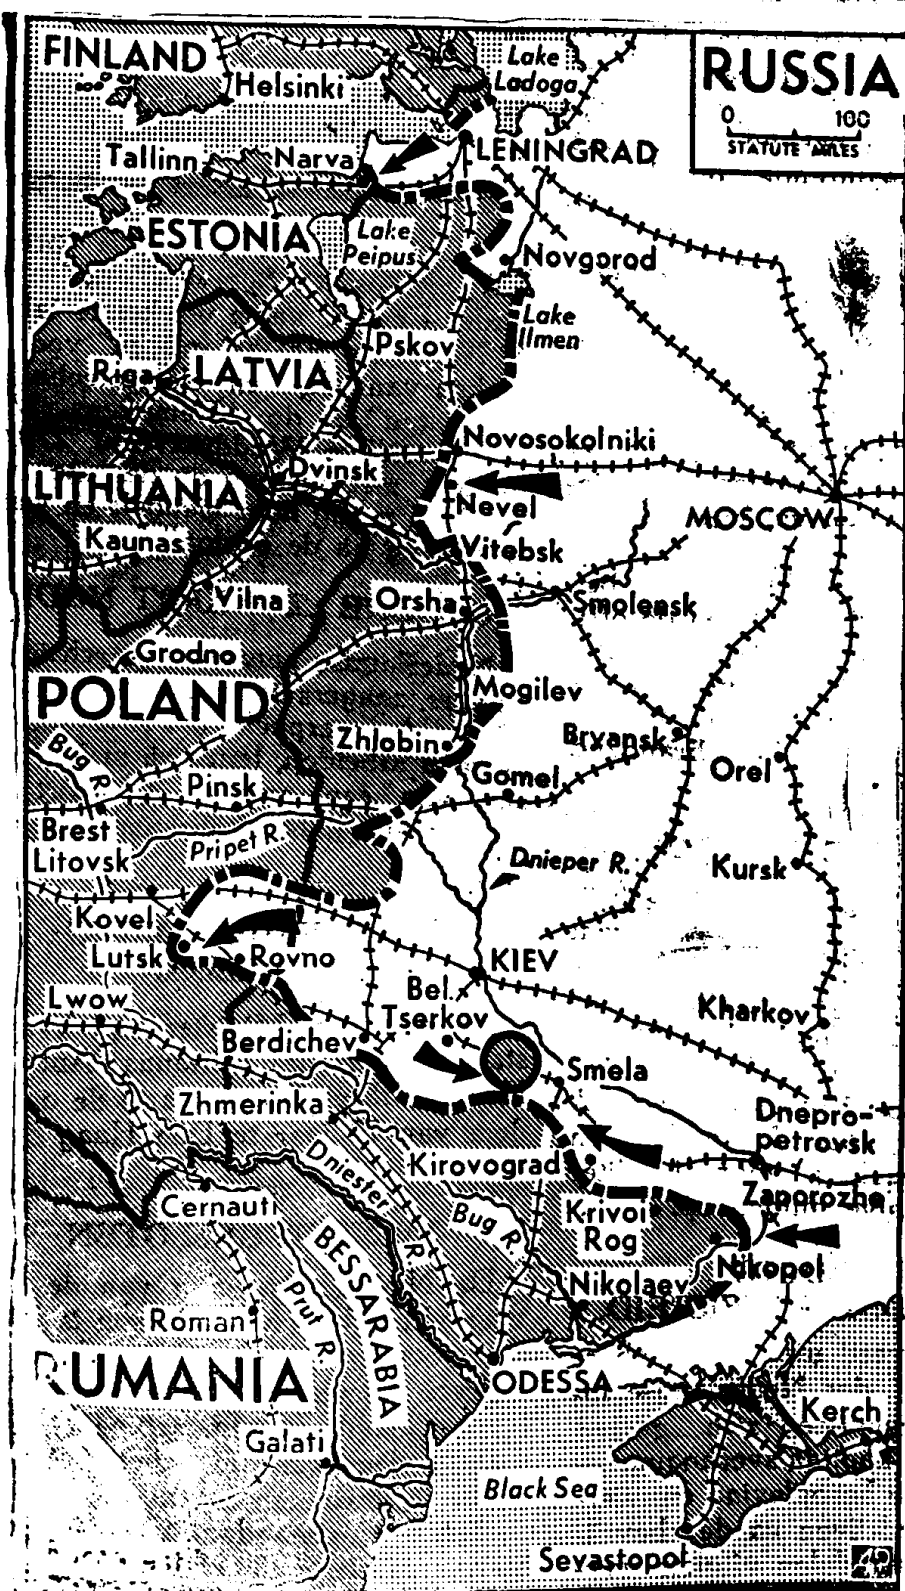 FINLAND
Lake
Ladoga
RUSSIA
0 100
STATUTE MILES
Helsinki
LENINGRAD
Tallinn
Narva
ESTONIA
Lake
Peipus
Novgorod
Lake
Ilmen
Pskov
Riga
LATVIA
Novosokolniki
Dvinsk
LITHUANIA
Nevel
MOSCOW
Kaunas
Vitebsk
Vilna
Orsha
Smolensk
Grodno
POLAND
Mogilev
Bug R.
Zhlobin
Bryansk
Orel
Pinsk
Gomel
Brest
Litovsk
Pripet R.
Dnieper R.
Kursk
Kovel
Lutsk
Rovno
KIEV
Lwow
Bel.
Tserkov
Kharkov
Berdichev
Smela
Zhmerinka
Dnepro-
petrovsk
Dniester R.
Kirovograd
Cernauti
Bug R.
Krivoi
Rog
Zaporozhe
BESSARABIA
Nikopol
Nikolaev
Prut R
Roman
RUMANIA
ODESSA
Kerch
Galati
Black Sea
Sevastopol